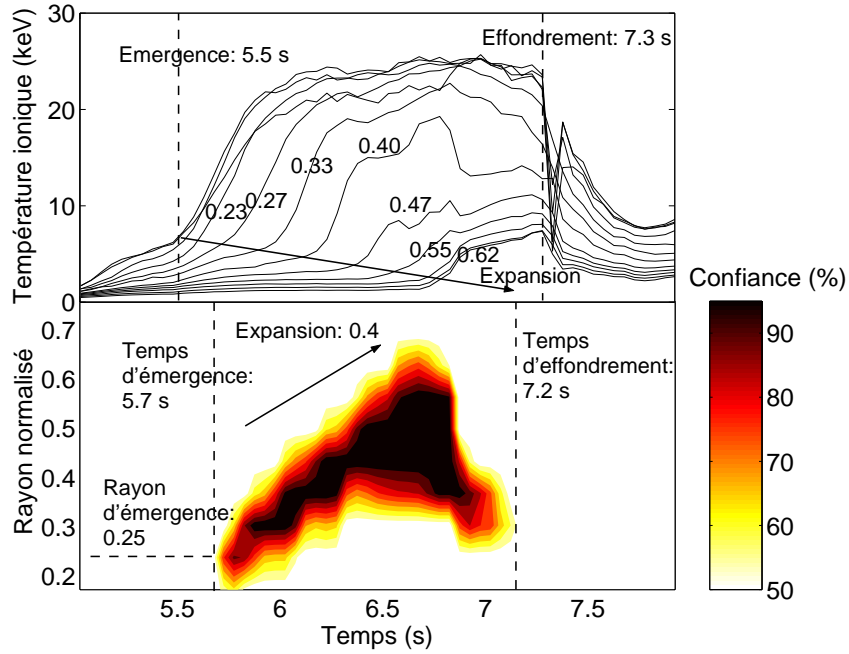 30
20
10
0
Température ionique (keV)
Emergence: 5.5 s
Effondrement: 7.3 s
0.23
0.27
0.33
0.40
0.47
0.55
0.62
Expansion
0.7
0.6
0.5
0.4
0.3
0.2
Rayon normalisé
Expansion: 0.4
Temps
d'émergence:
5.7 s
Temps
d'effondrement:
7.2 s
Rayon
d'émergence:
0.25
5.5
6
6.5
7
7.5
Temps (s)
Confiance (%)
90
80
70
60
50